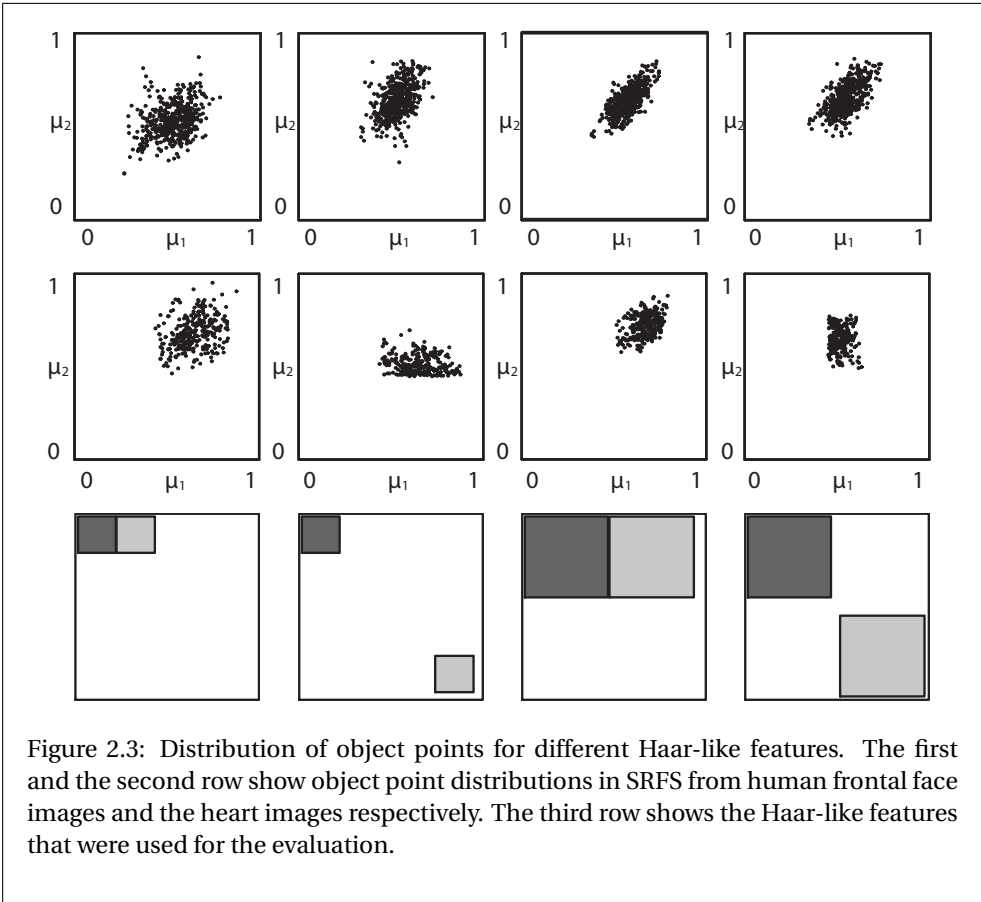 1 1 1 1
μ2 μ2 μ2 μ2
0 0 0 0
0 μ1 1 0 μ1 1 0 μ1 1 0 μ1 1
1 1 1 1
μ2 μ2 μ2 μ2
0 0 0 0
0 μ1 1 0 μ1 1 0 μ1 1 0 μ1 1
Figure 2.3: Distribution of object points for different Haar-like features. The first
and the second row show object point distributions in SRFS from human frontal face
images and the heart images respectively. The third row shows the Haar-like features
that were used for the evaluation.